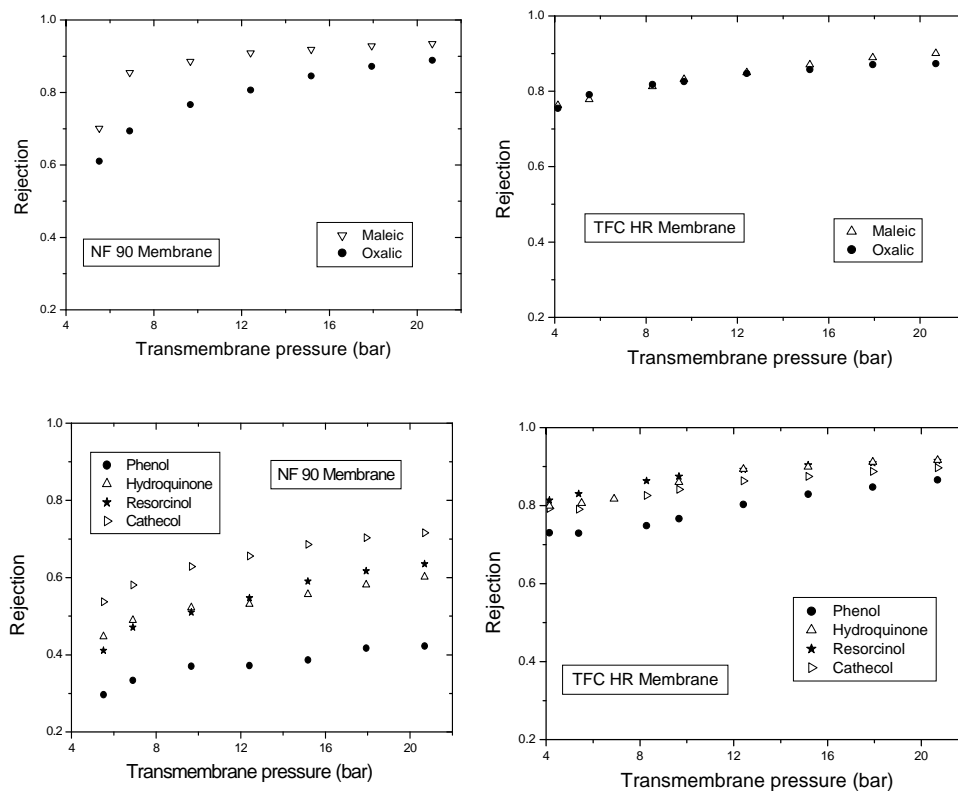 1.0
0.8
0.6
0.4
0.2
Rejection
NF 90 Membrane
Maleic
Oxalic
4 8 12 16 20
Transmembrane pressure (bar)
1.0
0.8
0.6
0.4
0.2
Rejection
TFC HR Membrane
Maleic
Oxalic
4 8 12 16 20
Transmembrane pressure (bar)
1.0
0.8
0.6
0.4
0.2
Rejection
Phenol
Hydroquinone
Resorcinol
Cathecol
NF 90 Membrane
4 8 12 16 20
Transmembrane pressure (bar)
1.0
0.8
0.6
0.4
0.2
Rejection
Phenol
Hydroquinone
Resorcinol
Cathecol
TFC HR Membrane
4 8 12 16 20
Transmembrane pressure (bar)